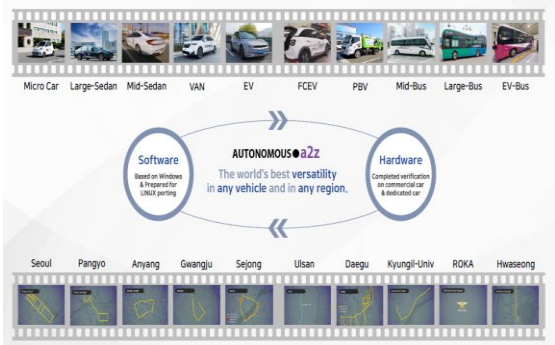 Micro Car
Large-Sedan
Mid-Sedan
VAN
EV
FCEV
PBV
Mid-Bus
Large-Bus
EV-Bus
Software
Based on Windows
& Prepared for
LINUX porting
AUTONOMOUS●a2z
The world's best versatility
in any vehicle and in any region.
Hardware
Completed verification
on commercial car
& dedicated car
Seoul
Pangyo
Anyang
Gwangju
Sejong
Ulsan
Daegu
Kyungil-Univ
ROKA
Hwaseong